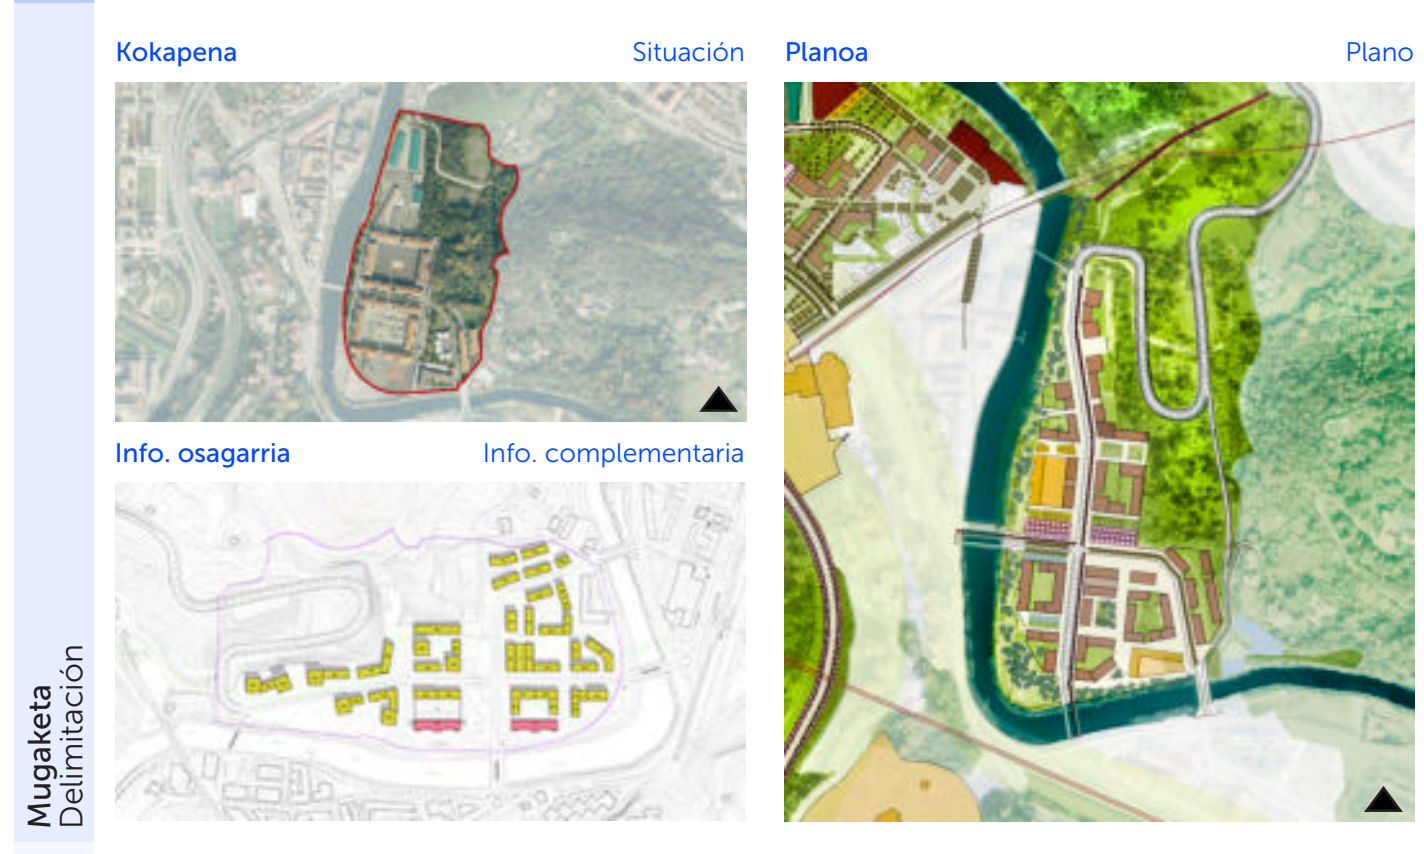 Kokapena Situación
Planoa Plano
Info. osagarria Info. complementaria
Mugaketa
Delimitación